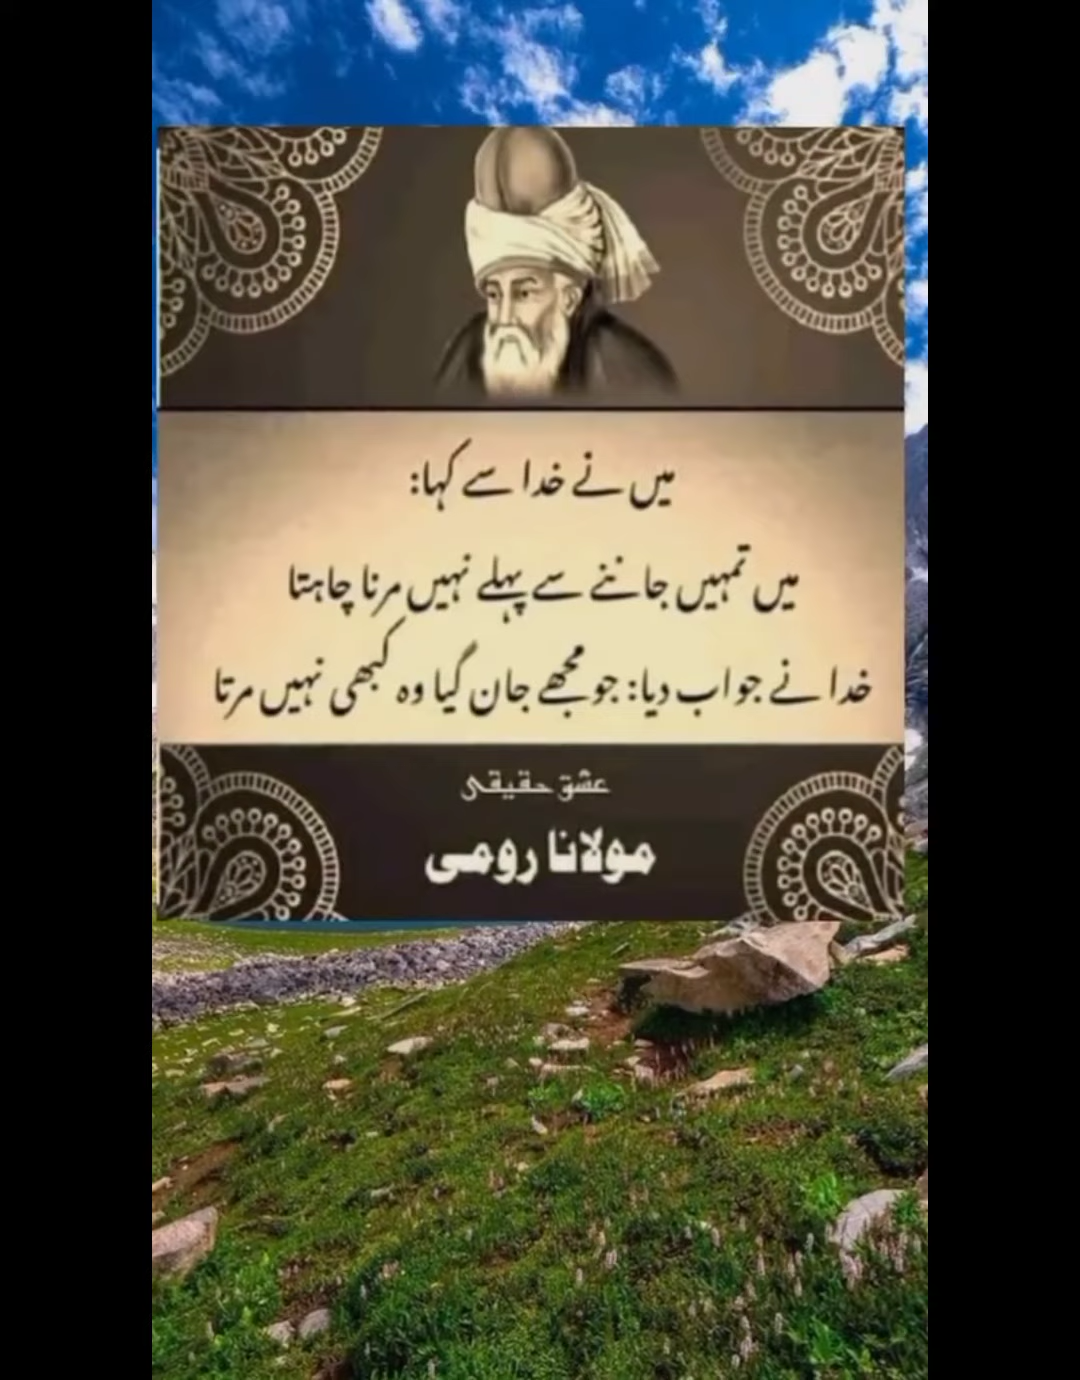 میں نے خدا سے کہا:
میں تمہیں جاننے سے پہلے نہیں مرنا چاہتا
خدا نے جواب دیا: جو مجھے جان گیا وہ کبھی نہیں مرتا
عشق حقیقی
مولانا رومی